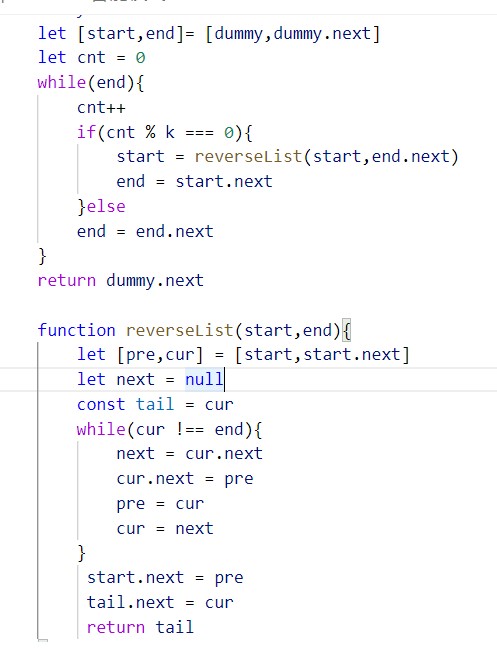 let [start,end]= [dummy,dummy.next]
let cnt = 0
while(end){
cnt++
if(cnt % k === 0){
start = reverseList(start,end.next)
end = start.next
}else
end = end.next
}
return dummy.next
function reverseList(start,end){
let [pre,cur] = [start,start.next]
let next = null
const tail = cur
while(cur !== end){
next = cur.next
cur.next = pre
pre = cur
cur = next
}
start.next = pre
tail.next = cur
return tail